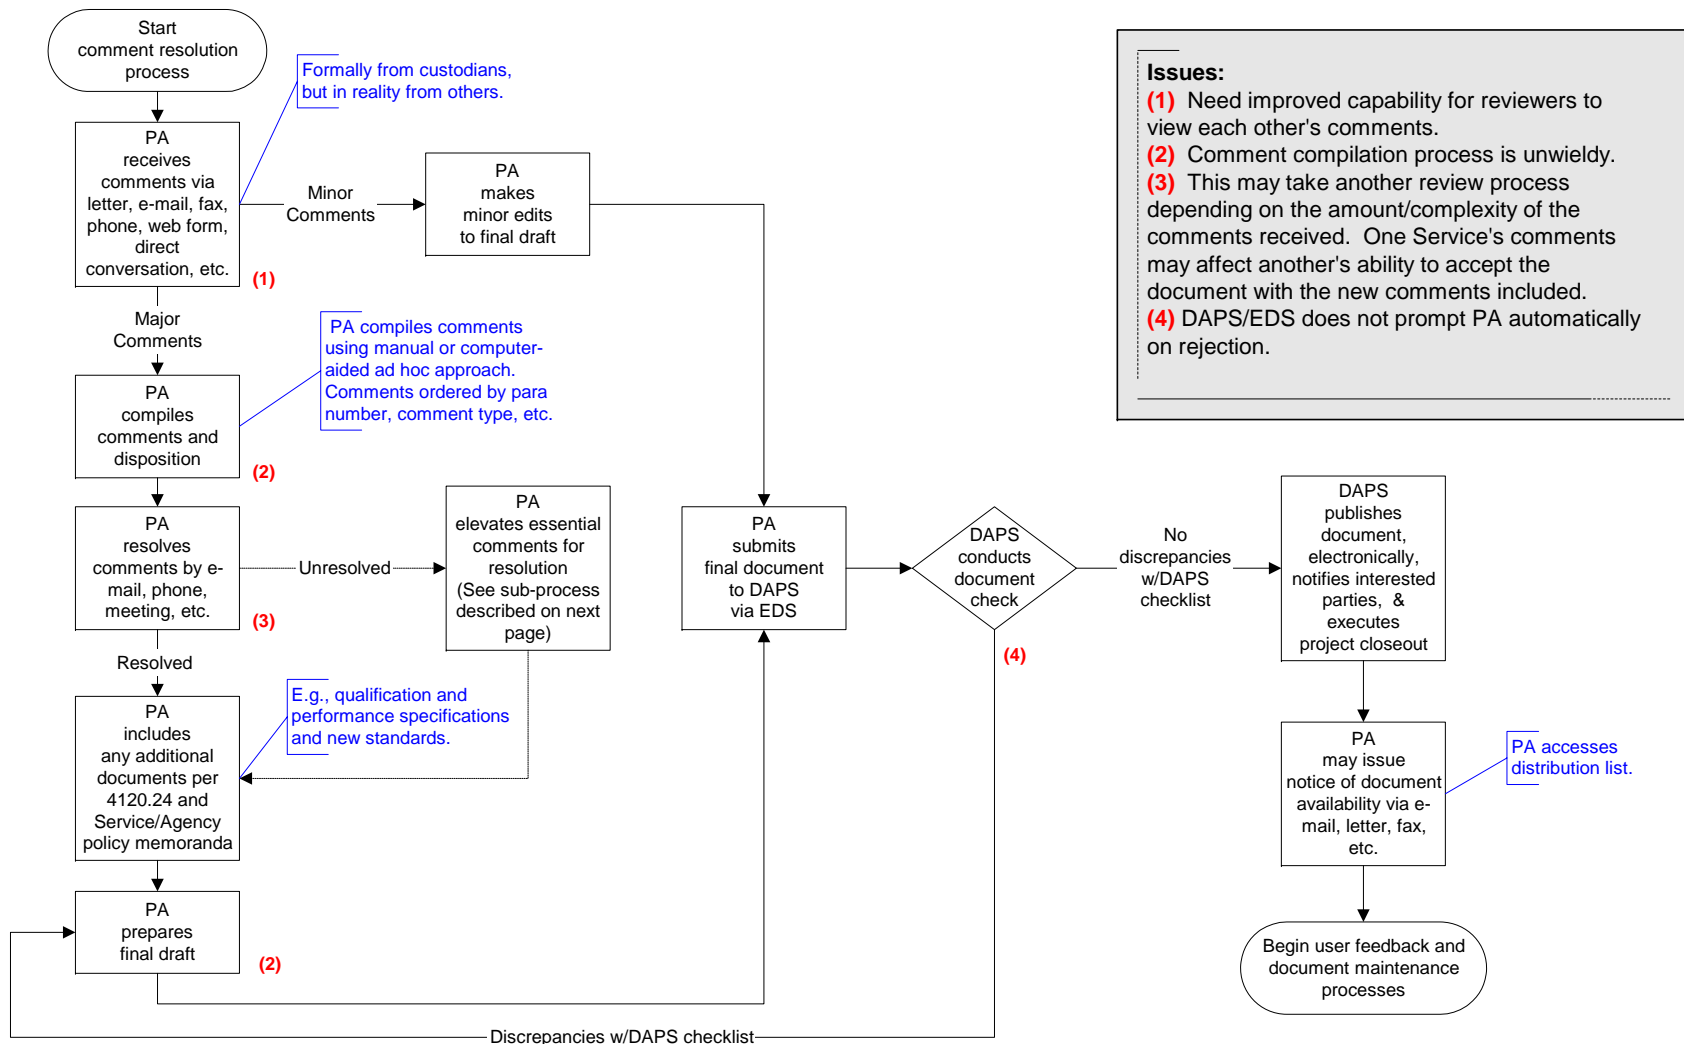 Start
comment resolution
process
Formally from custodians,
but in reality from others.
PA
receives
comments via
letter, e-mail, fax,
phone, web form,
direct
conversation, etc.
(1)
Minor
Comments
PA
makes
minor edits
to final draft
Major
Comments
PA compiles comments
using manual or computer-
aided ad hoc approach.
Comments ordered by para
number, comment type, etc.
PA
compiles
comments and
disposition
(2)
PA
resolves
comments by e-
mail, phone,
meeting, etc.
(3)
Unresolved
PA
elevates essential
comments for
resolution
(See sub-process
described on next
page)
Resolved
E.g., qualification and
performance specifications
and new standards.
PA
includes
any additional
documents per
4120.24 and
Service/Agency
policy memoranda
PA
prepares
final draft
(2)
PA
submits
final document
to DAPS
via EDS
DAPS
conducts
document
check
(4)
No
discrepancies
w/DAPS
checklist
Discrepancies w/DAPS checklist
DAPS
publishes
document,
electronically,
notifies interested
parties, &
executes
project closeout
PA
may issue
notice of document
availability via e-
mail, letter, fax,
etc.
PA accesses
distribution list.
Begin user feedback and
document maintenance
processes
Issues:
(1) Need improved capability for reviewers to
view each other's comments.
(2) Comment compilation process is unwieldy.
(3) This may take another review process
depending on the amount/complexity of the
comments received. One Service's comments
may affect another's ability to accept the
document with the new comments included.
(4) DAPS/EDS does not prompt PA automatically
on rejection.